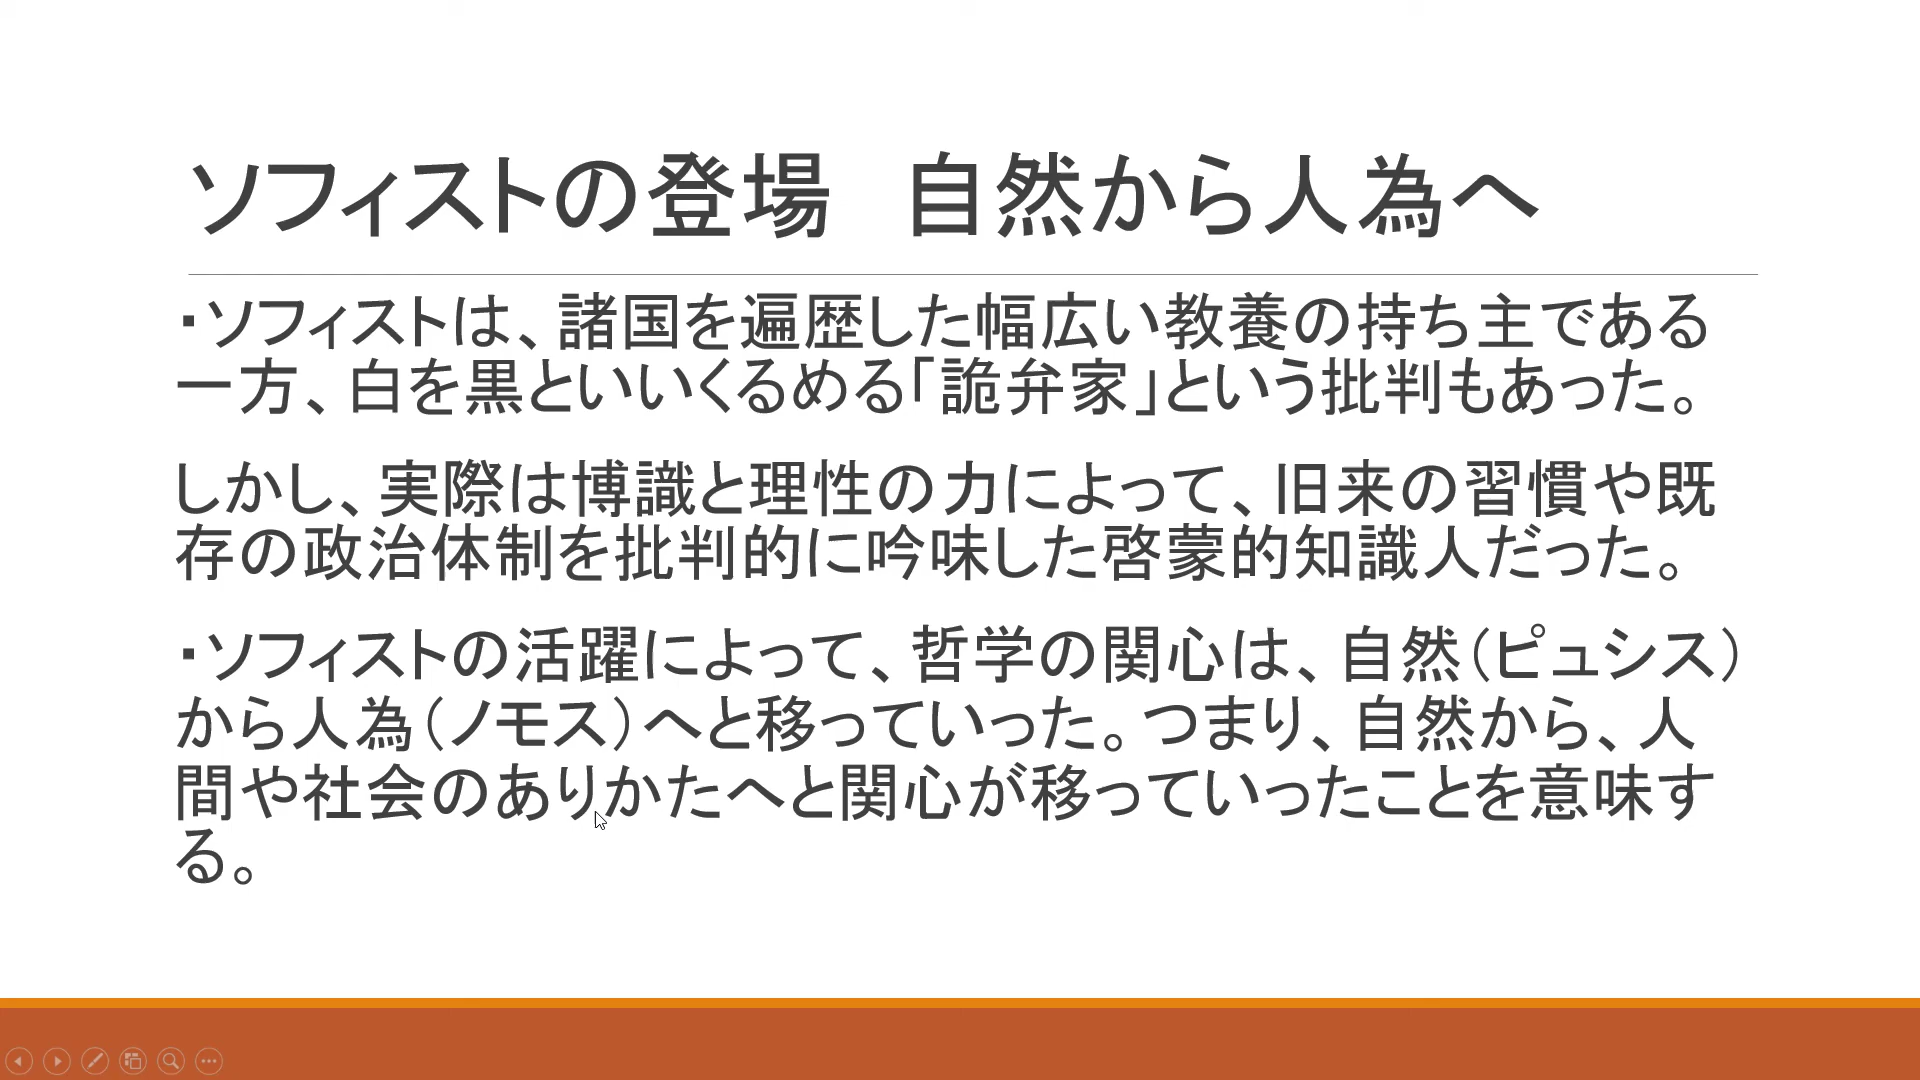 ソフィストの登場　自然から人為へ
・ソフィストは、諸国を遍歴した幅広い教養の持ち主である
一方、白を黒といいくるめる「詭弁家」という批判もあった。
しかし、実際は博識と理性の力によって、旧来の習慣や既
存の政治体制を批判的に吟味した啓蒙的知識人だった。
・ソフィストの活躍によって、哲学の関心は、自然（ピュシス）
から人為（ノモス）へと移っていった。つまり、自然から、人
間や社会のありかたへと関心が移っていったことを意味す
る。